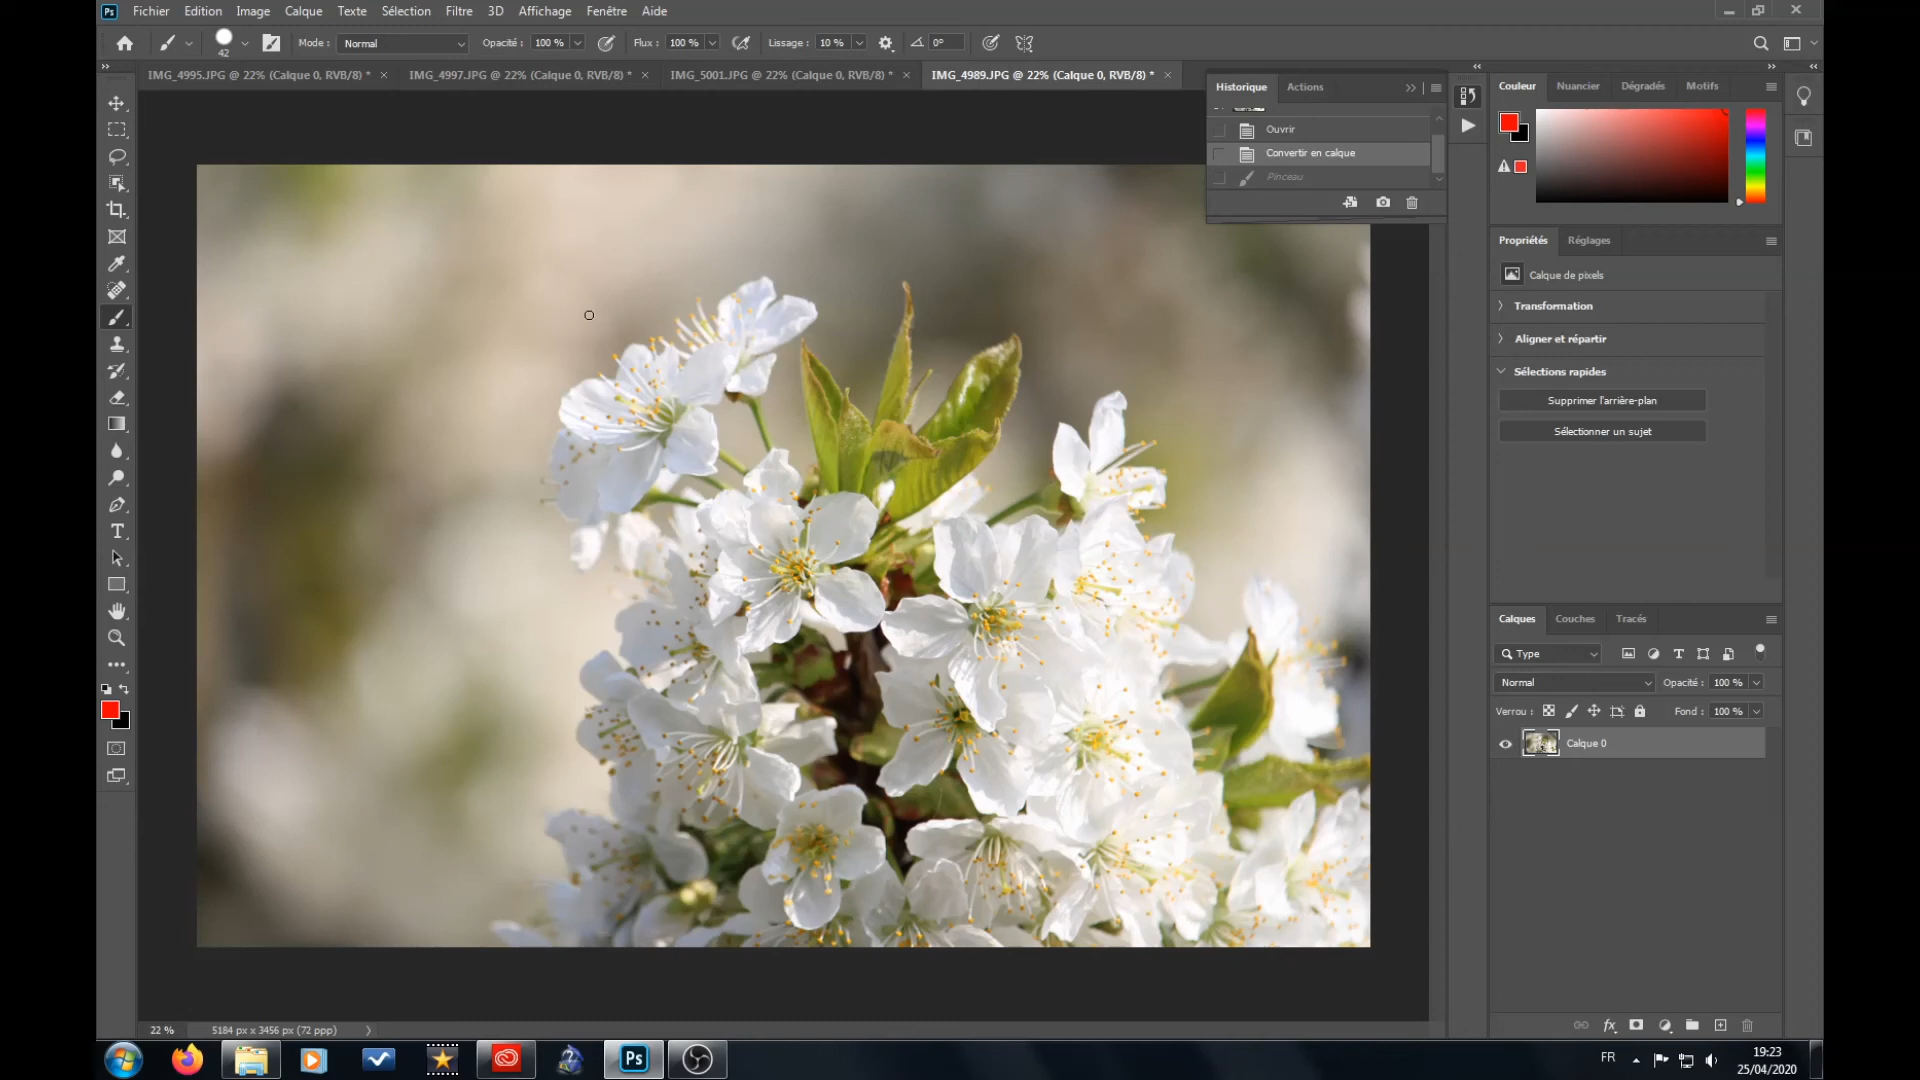 Ps Fichier Edition Image Calque Texte Sélection Filtre 3D Affichage Fenêtre Aide
42 Mode : Normal Opacité : 100 % Flux : 100 % Lissage : 10 % 0°
IMG_4995.JPG @ 22% (Calque 0, RVB/8) * × IMG_4997.JPG @ 22% (Calque 0, RVB/8) * × IMG_5001.JPG @ 22% (Calque 0, RVB/8) * × IMG_4989.JPG @ 22% (Calque 0, RVB/8) * ×
Historique Actions
Ouvrir
Convertir en calque
Pinceau
Couleur Nuancier Dégradés Motifs
Propriétés Réglages
Calque de pixels
Transformation
Aligner et répartir
Sélections rapides
Supprimer l'arrière-plan
Sélectionner un sujet
Calques Couches Tracés
Type
Normal Opacité : 100 %
Verrou : Fond : 100 %
Calque 0
fx
22 % 5184 px x 3456 px (72 ppp)
Ps
FR
19:23
25/04/2020